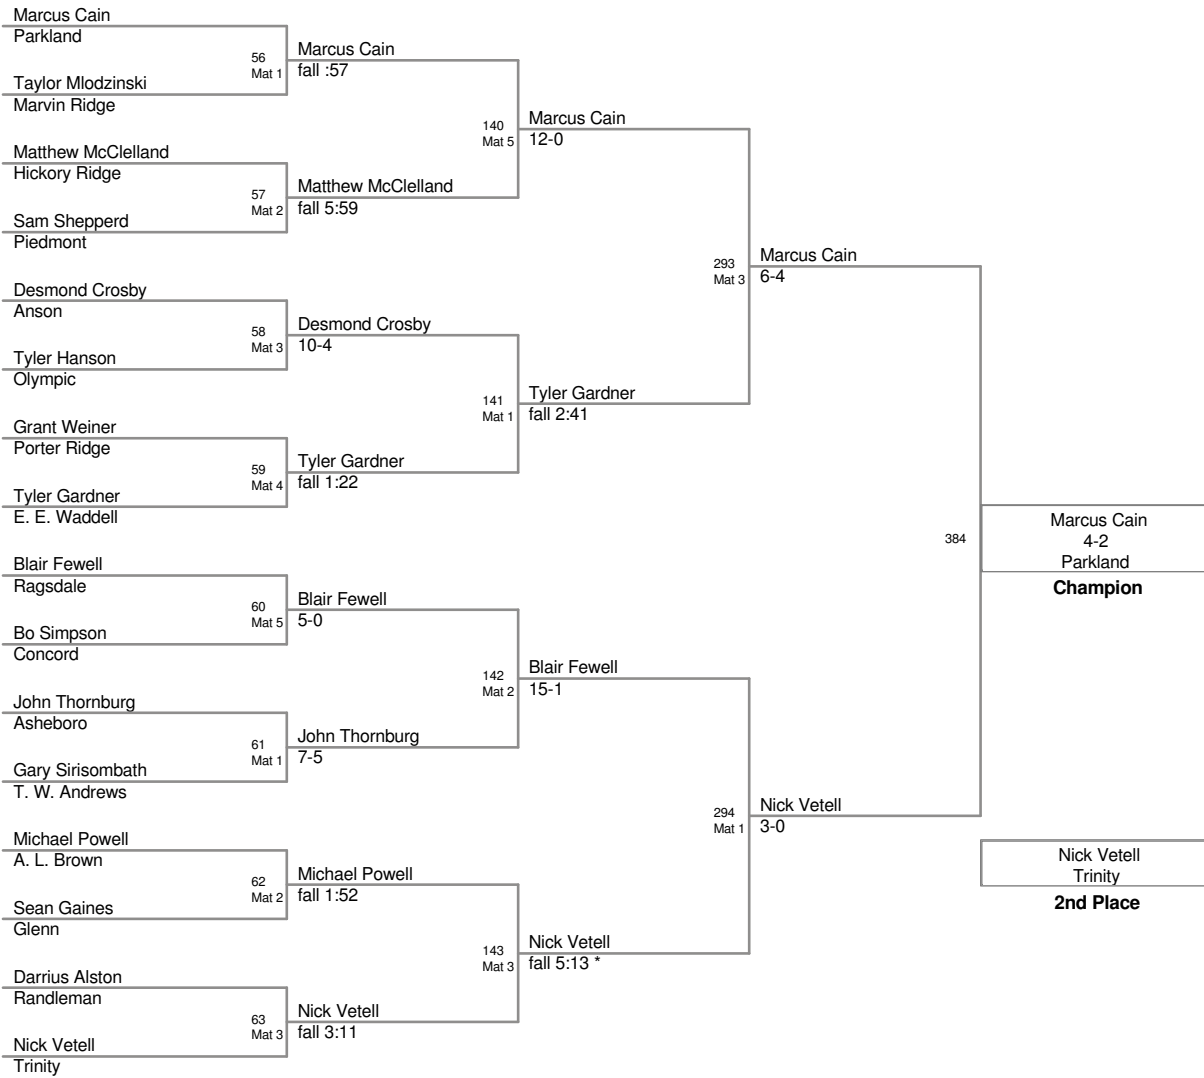 Marcus Cain
Parkland
56
Mat 1
Taylor Mlodzinski
Marvin Ridge
Matthew McClelland
Hickory Ridge
57
Mat 2
Sam Shepperd
Piedmont
Desmond Crosby
Anson
58
Mat 3
Tyler Hanson
Olympic
Grant Weiner
Porter Ridge
59
Mat 4
Tyler Gardner
E. E. Waddell
Blair Fewell
Ragsdale
60
Mat 5
Bo Simpson
Concord
John Thornburg
Asheboro
61
Mat 1
Gary Sirisombath
T. W. Andrews
Michael Powell
A. L. Brown
62
Mat 2
Sean Gaines
Glenn
Darrius Alston
Randleman
63
Mat 3
Nick Vetell
Trinity
Marcus Cain
fall :57
140
Mat 5
Matthew McClelland
fall 5:59
Desmond Crosby
10-4
141
Mat 1
Tyler Gardner
fall 1:22
Blair Fewell
5-0
142
Mat 2
John Thornburg
7-5
Michael Powell
fall 1:52
143
Mat 3
Nick Vetell
fall 3:11
Marcus Cain
12-0
293
Mat 3
Tyler Gardner
fall 2:41
Blair Fewell
15-1
294
Mat 1
Nick Vetell
fall 5:13 *
Marcus Cain
6-4
384
Nick Vetell
3-0
Marcus Cain
4-2
Parkland
Champion
Nick Vetell
Trinity
2nd Place